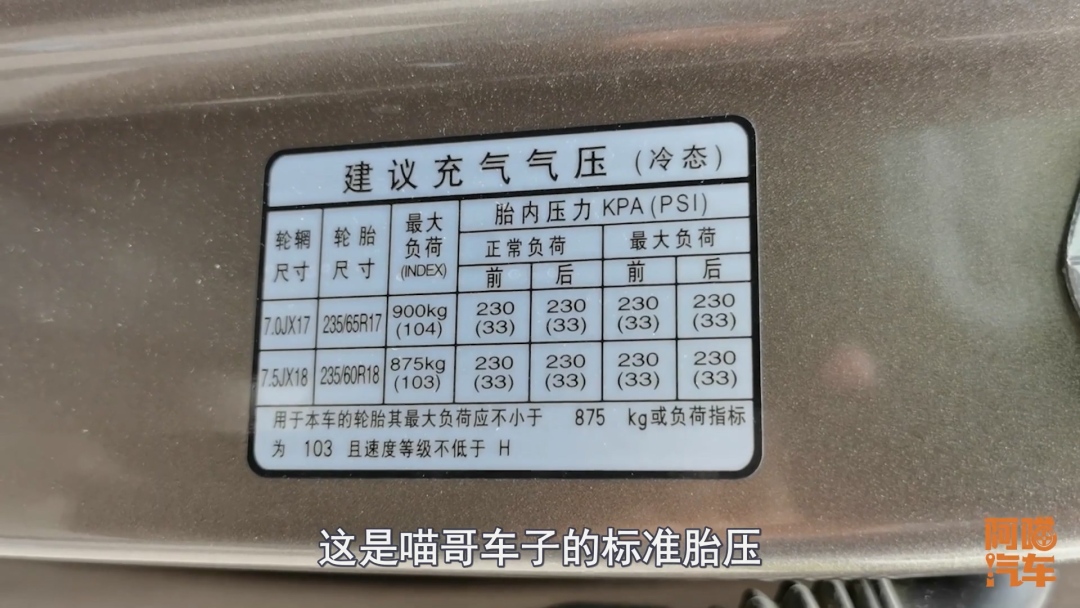 建议充气气压(冷态)
轮辋尺寸 轮胎尺寸 最大负荷(INDEX) 胎内压力 KPA(PSI)
正常负荷 最大负荷
前 后 前 后
7.0JX17 235/65R17 900kg(104) 230(33) 230(33) 230(33) 230(33)
7.5JX18 235/60R18 875kg(103) 230(33) 230(33) 230(33) 230(33)
用于本车的轮胎其最大负荷应不小于 875 kg或负荷指标
为 103 且速度等级不低于 H
这是喵哥车子的标准胎压
阿喵
汽车